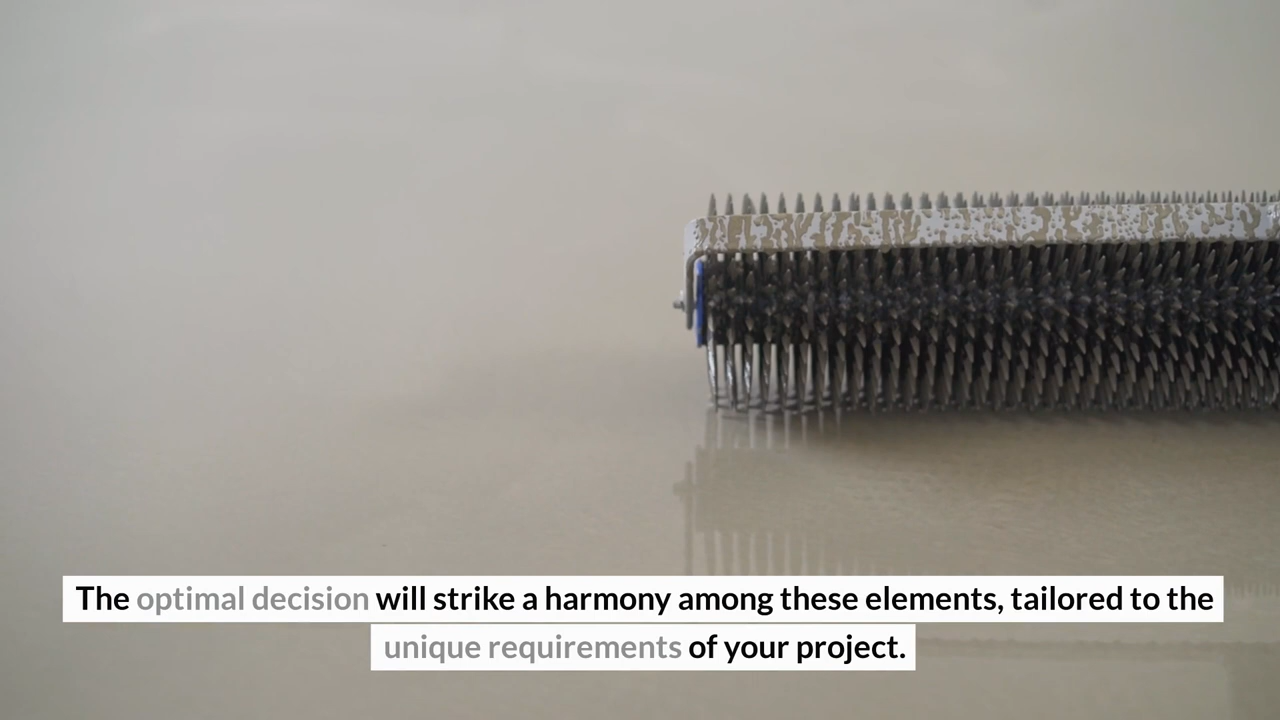 The optimal decision will strike a harmony among these elements, tailored to the
unique requirements of your project.